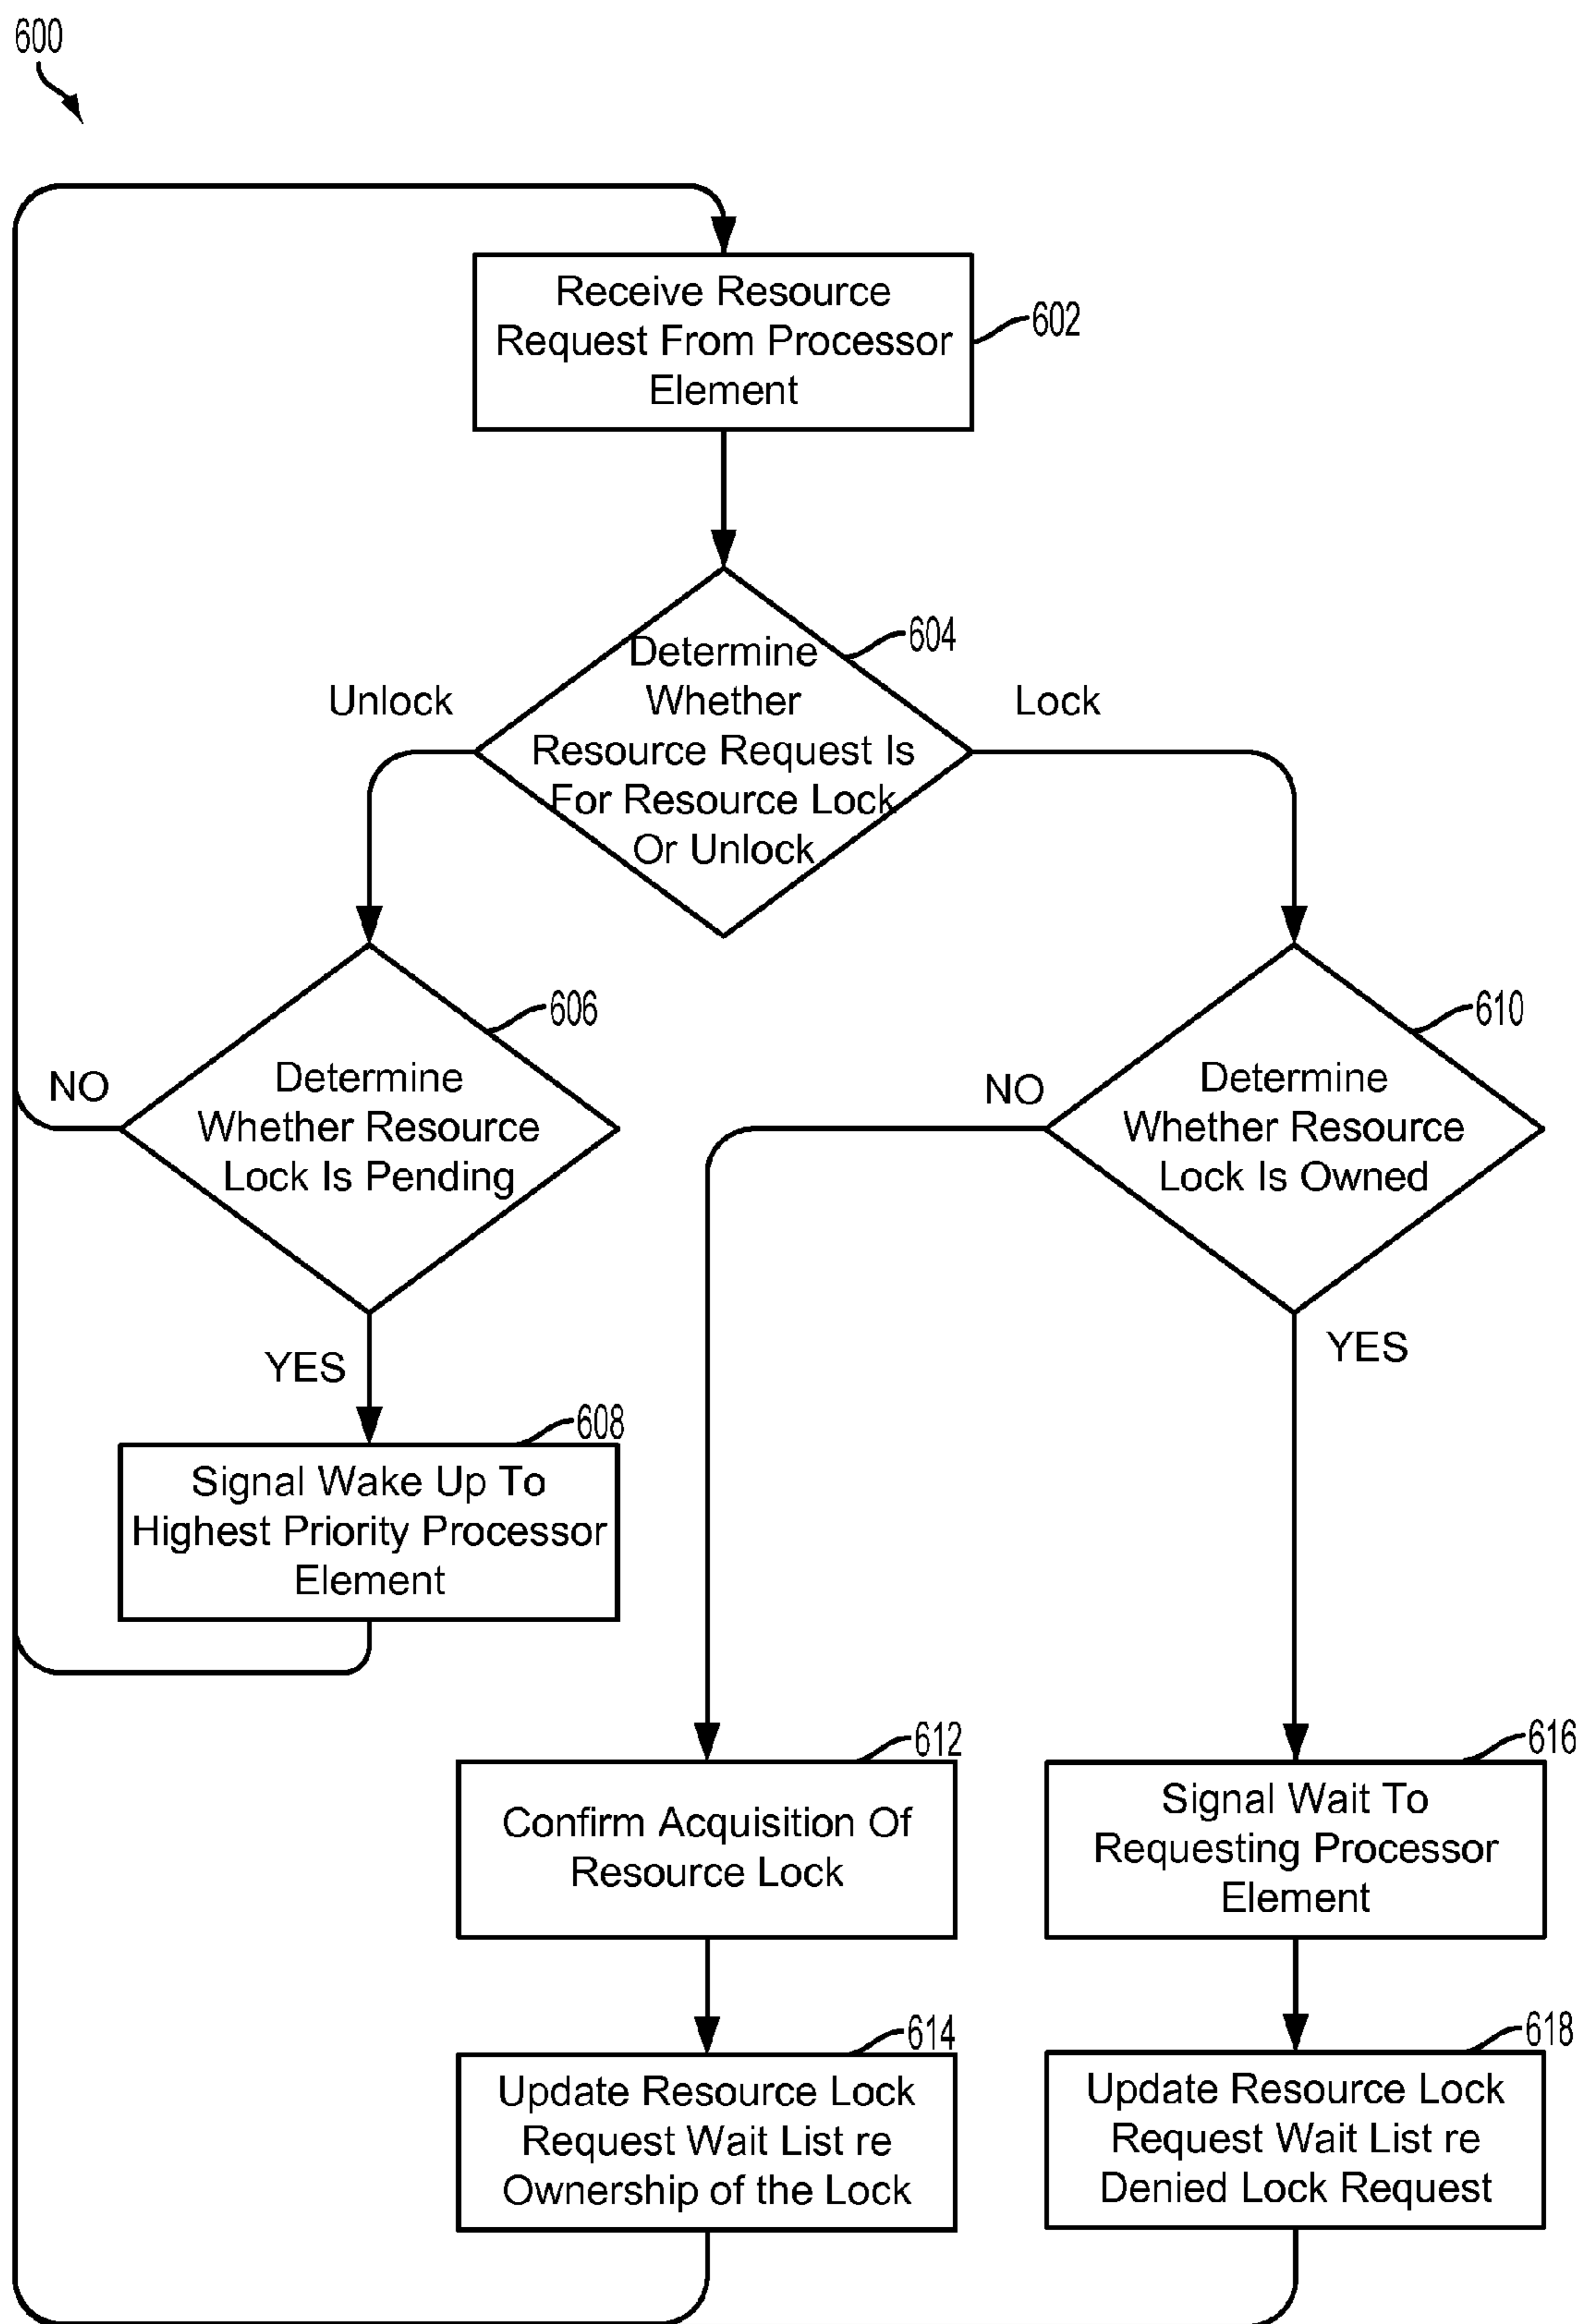 600
Receive Resource
Request From Processor
Element
602
604
Determine
Whether
Resource Request Is
For Resource Lock
Or Unlock
Unlock
Lock
606
Determine
Whether Resource
Lock Is Pending
NO
YES
610
Determine
Whether Resource
Lock Is Owned
NO
YES
608
Signal Wake Up To
Highest Priority Processor
Element
612
Confirm Acquisition Of
Resource Lock
616
Signal Wait To
Requesting Processor
Element
614
Update Resource Lock
Request Wait List re
Ownership of the Lock
618
Update Resource Lock
Request Wait List re
Denied Lock Request